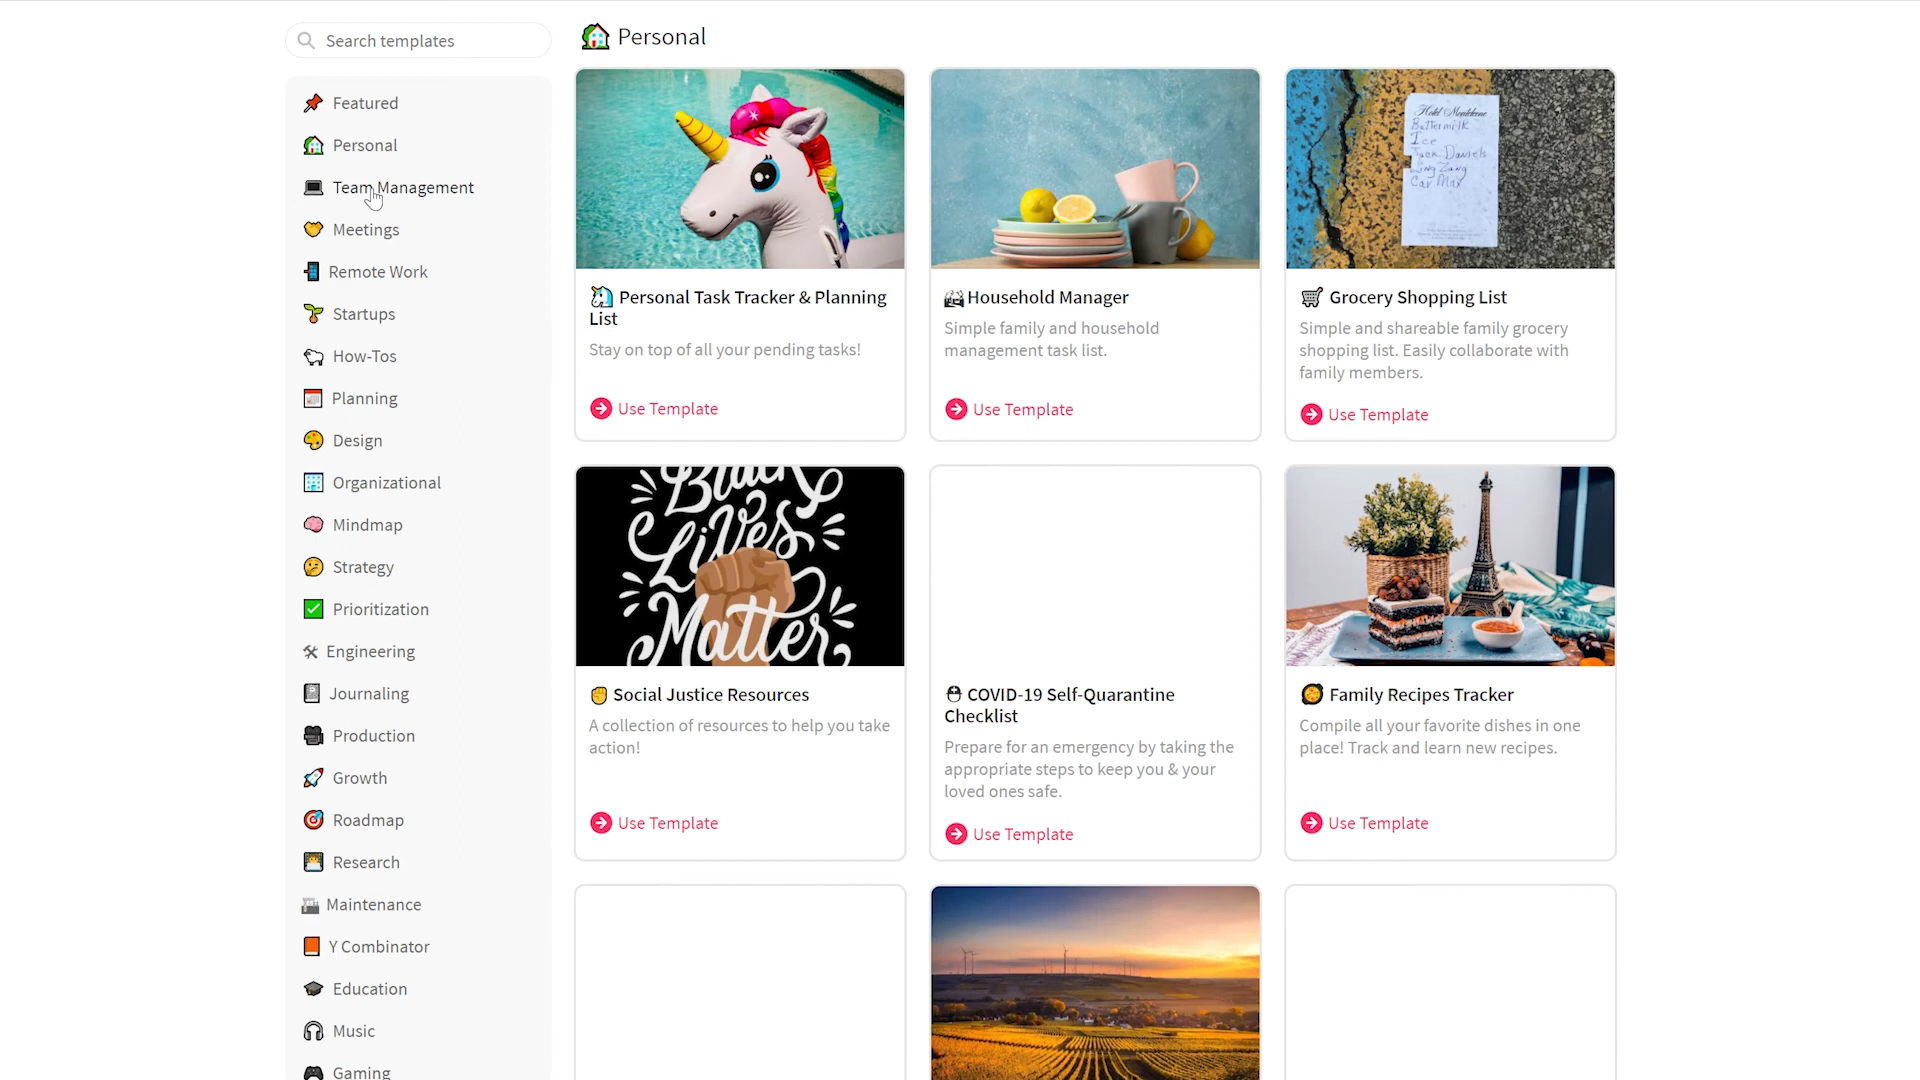 Search templates
Featured
Personal
Team Management
Meetings
Remote Work
Startups
How-Tos
Planning
Design
Organizational
Mindmap
Strategy
Prioritization
Engineering
Journaling
Production
Growth
Roadmap
Research
Maintenance
Y Combinator
Education
Music
Gaming
Personal
Personal Task Tracker & Planning
List
Stay on top of all your pending tasks!
Use Template
Household Manager
Simple family and household
management task list.
Use Template
Buttermilk
Ice
Jack Daniels
Car Max
Grocery Shopping List
Simple and shareable family grocery
shopping list. Easily collaborate with
family members.
Use Template
Black
Lives
Matter
Social Justice Resources
A collection of resources to help you take
action!
Use Template
COVID-19 Self-Quarantine
Checklist
Prepare for an emergency by taking the
appropriate steps to keep you & your
loved ones safe.
Use Template
Family Recipes Tracker
Compile all your favorite dishes in one
place! Track and learn new recipes.
Use Template